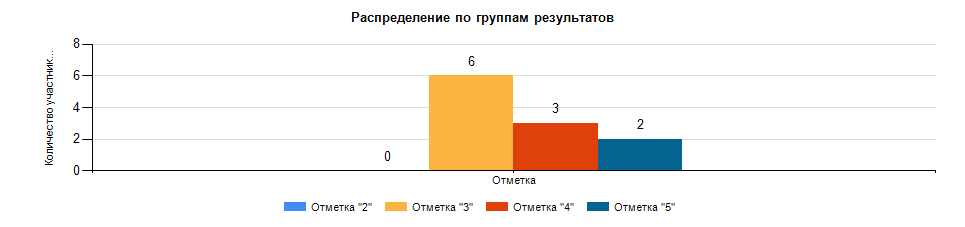 Распределение по группам результатов
Количество участник...
8
6
4
2
0
0
6
3
2
Отметка
Отметка "2" Отметка "3" Отметка "4" Отметка "5"